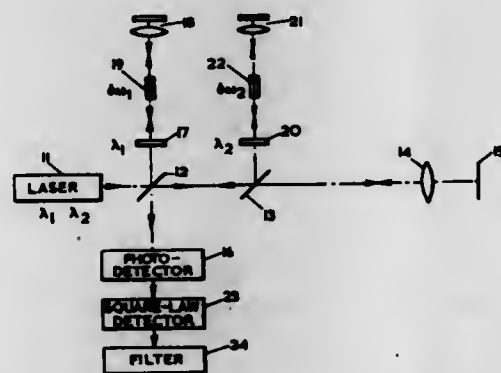 18
21
19
δω₁
22
δω₂
17
λ₁
20
λ₂
11
LASER
λ₁ λ₂
12
13
14
15
16
PHOTO-
DETECTOR
SQUARE-LAW
DETECTOR
23
FILTER
24